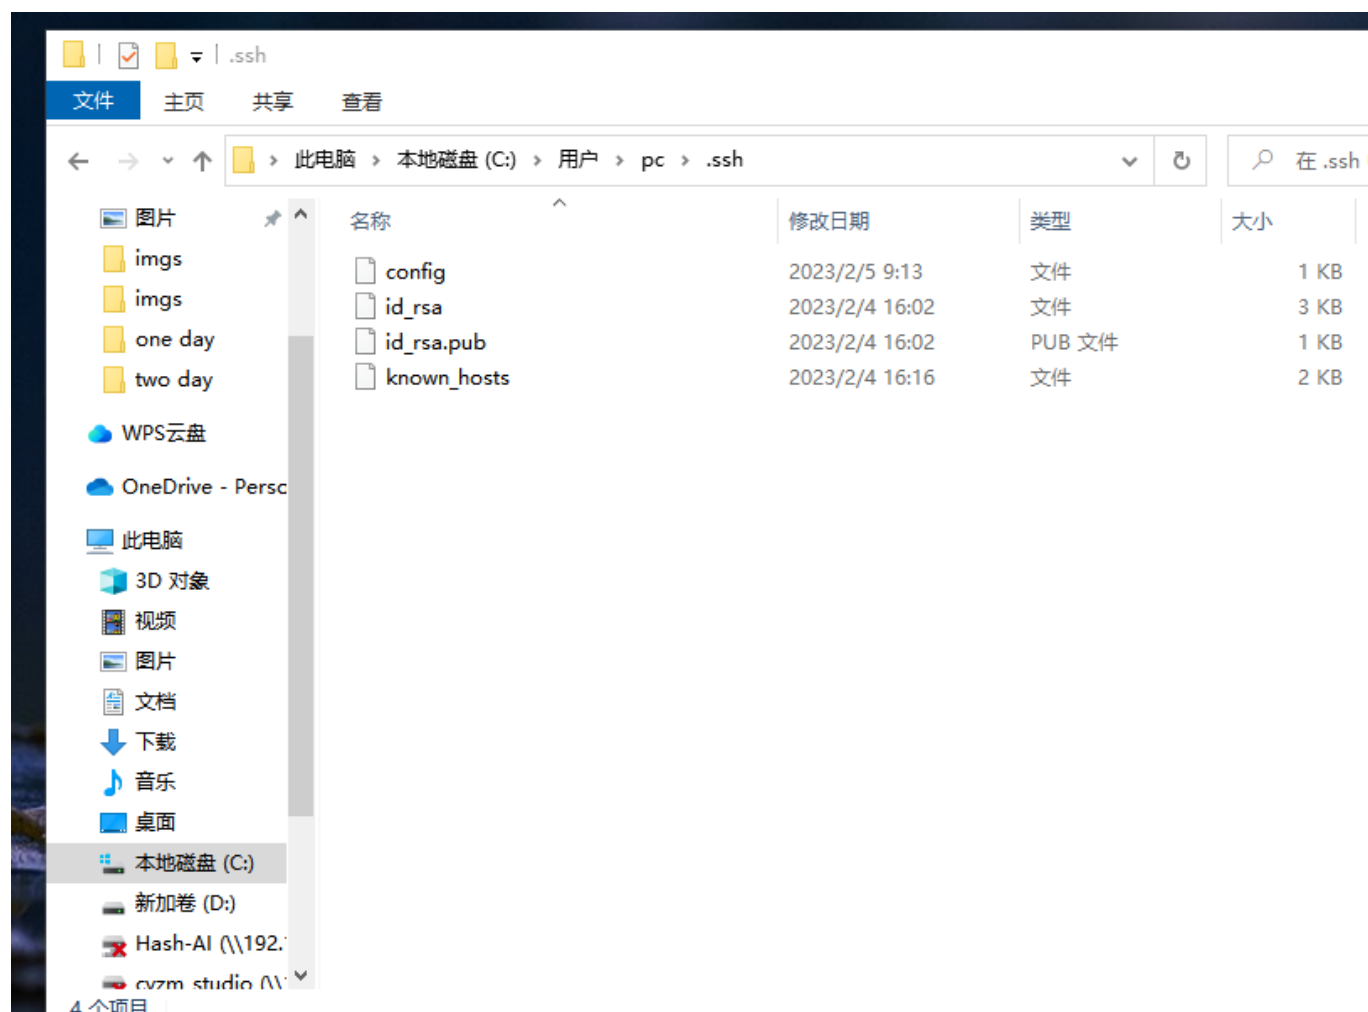 .ssh
文件 主页 共享 查看
此电脑 › 本地磁盘 (C:) › 用户 › pc › .ssh
在 .ssh
图片
imgs
imgs
one day
two day
WPS云盘
OneDrive - Persc
此电脑
3D 对象
视频
图片
文档
下载
音乐
桌面
本地磁盘 (C:)
新加卷 (D:)
Hash-AI (\\192.
cyzm_studio (\\
名称 修改日期 类型 大小
config 2023/2/5 9:13 文件 1 KB
id_rsa 2023/2/4 16:02 文件 3 KB
id_rsa.pub 2023/2/4 16:02 PUB 文件 1 KB
known_hosts 2023/2/4 16:16 文件 2 KB
4 个项目